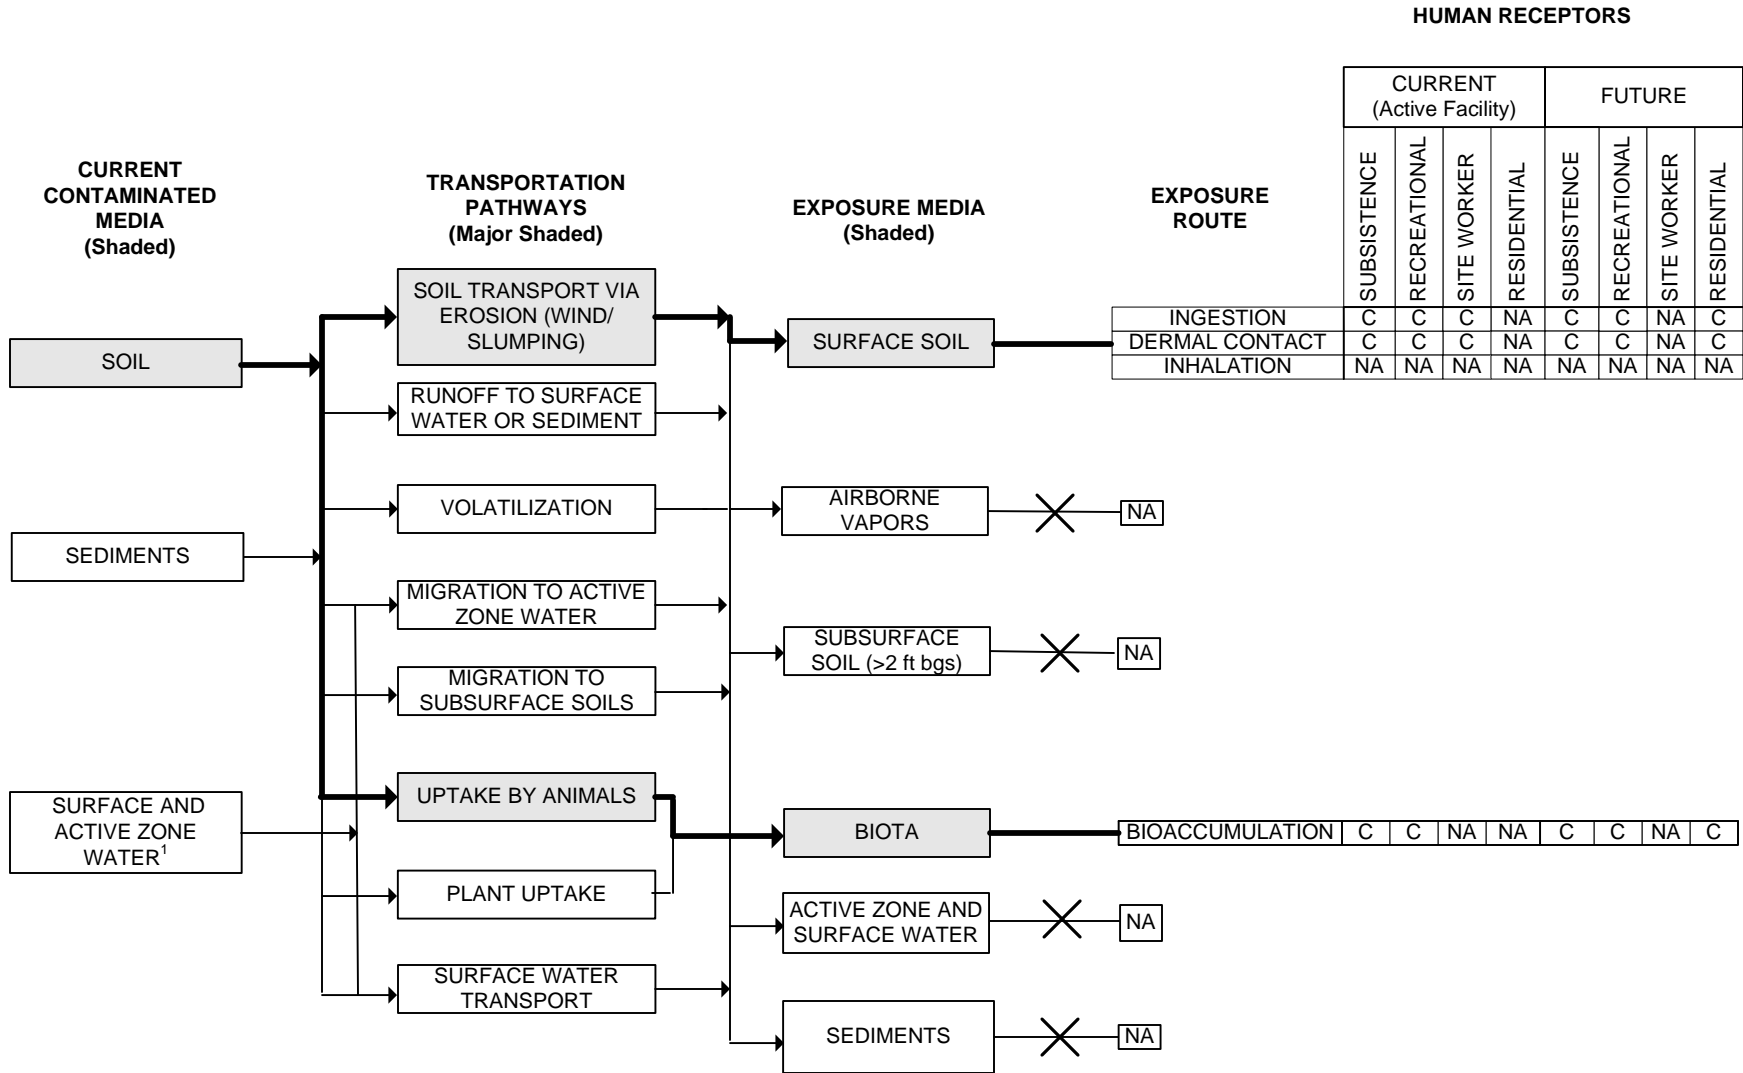 HUMAN RECEPTORS
CURRENT
(Active Facility)
FUTURE
CURRENT
CONTAMINATED
MEDIA
(Shaded)
TRANSPORTATION
PATHWAYS
(Major Shaded)
EXPOSURE MEDIA
(Shaded)
EXPOSURE
ROUTE
SUBSISTENCE
RECREATIONAL
SITE WORKER
RESIDENTIAL
SUBSISTENCE
RECREATIONAL
SITE WORKER
RESIDENTIAL
SOIL
SOIL TRANSPORT VIA
EROSION (WIND/
SLUMPING)
SURFACE SOIL
INGESTION C C C NA C C NA C
DERMAL CONTACT C C C NA C C NA C
INHALATION NA NA NA NA NA NA NA NA
RUNOFF TO SURFACE
WATER OR SEDIMENT
VOLATILIZATION
AIRBORNE
VAPORS
NA
SEDIMENTS
MIGRATION TO ACTIVE
ZONE WATER
SUBSURFACE
SOIL (>2 ft bgs)
NA
MIGRATION TO
SUBSURFACE SOILS
SURFACE AND
ACTIVE ZONE
WATER¹
UPTAKE BY ANIMALS
BIOTA
BIOACCUMULATION C C NA NA C C NA C
PLANT UPTAKE
ACTIVE ZONE AND
SURFACE WATER
NA
SURFACE WATER
TRANSPORT
SEDIMENTS
NA